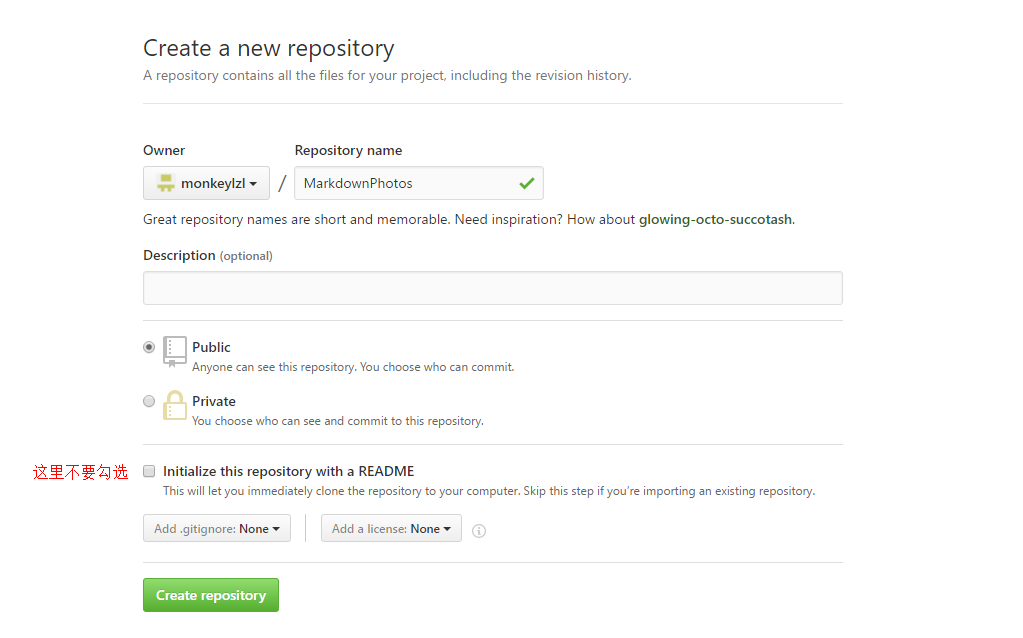 Create a new repository
A repository contains all the files for your project, including the revision history.
Owner
Repository name
monkeylzl / MarkdownPhotos
Great repository names are short and memorable. Need inspiration? How about glowing-octo-succotash.
Description (optional)
Public
Anyone can see this repository. You choose who can commit.
Private
You choose who can see and commit to this repository.
这里不要勾选 Initialize this repository with a README
This will let you immediately clone the repository to your computer. Skip this step if you’re importing an existing repository.
Add .gitignore: None Add a license: None
Create repository